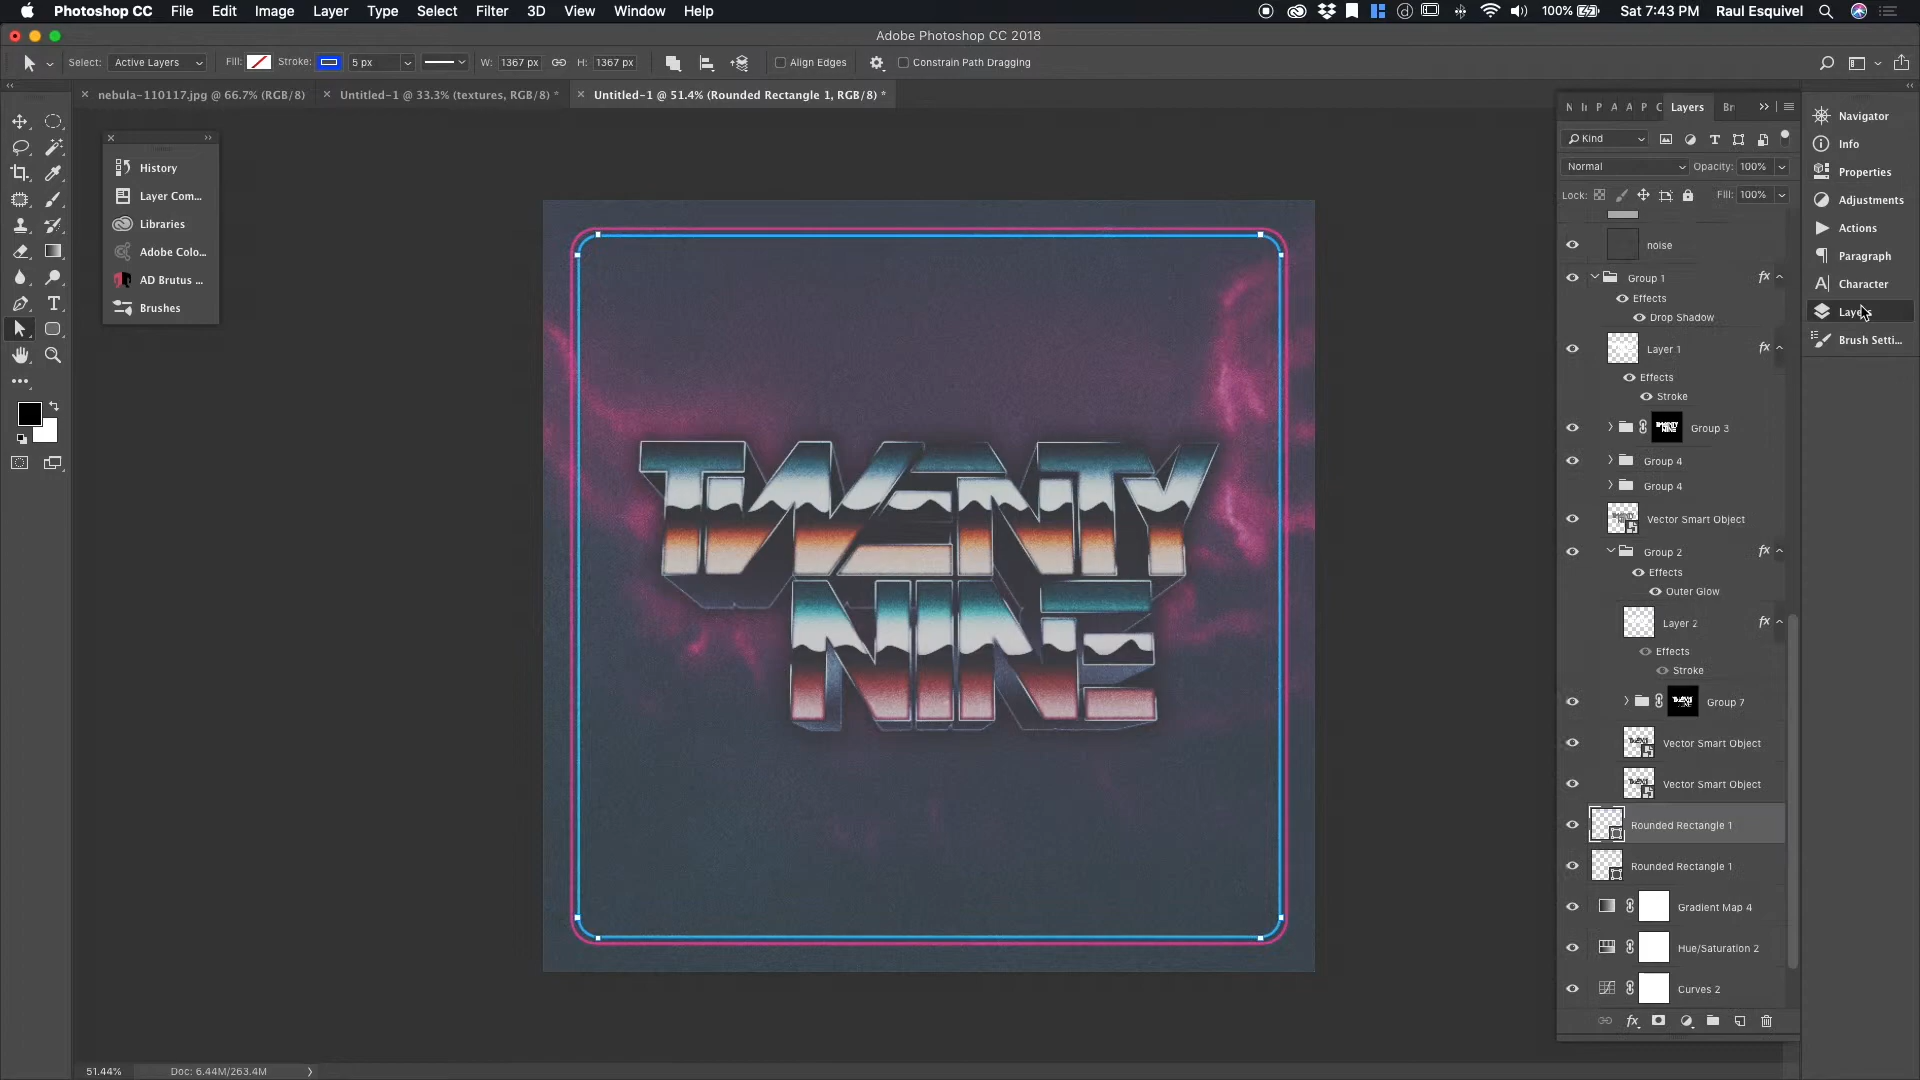 Photoshop CC File Edit Image Layer Type Select Filter 3D View Window Help 100% Sat 7:43 PM Raul Esquivel
Adobe Photoshop CC 2018
Select: Active Layers Fill: Stroke: 5 px W: 1367 px H: 1367 px Align Edges Constrain Path Dragging
nebula-110117.jpg @ 66.7% (RGB/8) Untitled-1 @ 33.3% (textures, RGB/8) * Untitled-1 @ 51.4% (Rounded Rectangle 1, RGB/8) *
History
Layer Com...
Libraries
Adobe Colo...
AD Brutus ...
Brushes
TWENTY
NINE
N P A A P C Layers
Kind
Normal Opacity: 100%
Lock: Fill: 100%
noise
Group 1 fx
Effects
Drop Shadow
Layer 1 fx
Effects
Stroke
Group 3
Group 4
Group 4
Vector Smart Object
Group 2 fx
Effects
Outer Glow
Layer 2 fx
Effects
Stroke
Group 7
Vector Smart Object
Vector Smart Object
Rounded Rectangle 1
Rounded Rectangle 1
Gradient Map 4
Hue/Saturation 2
Curves 2
fx
Navigator
Info
Properties
Adjustments
Actions
Paragraph
Character
Layers
Brush Setti...
51.44% Doc: 6.44M/263.4M